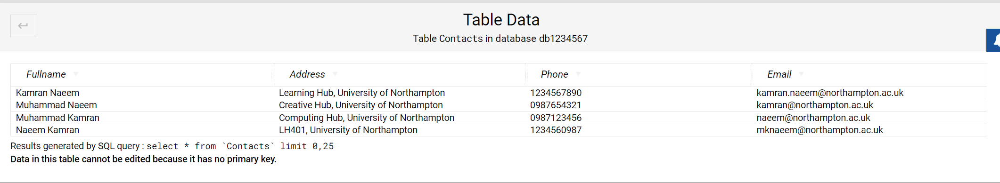 Table Data
Table Contacts in database db1234567
Fullname Address Phone Email
Kamran Naeem Learning Hub, University of Northampton 1234567890 kamran.naeem@northampton.ac.uk
Muhammad Naeem Creative Hub, University of Northampton 0987654321 kamran@northampton.ac.uk
Muhammad Kamran Computing Hub, University of Northampton 0987123456 naeem@northampton.ac.uk
Naeem Kamran LH401, University of Northampton 1234560987 mknaeem@northampton.ac.uk
Results generated by SQL query : select * from `Contacts` limit 0,25
Data in this table cannot be edited because it has no primary key.